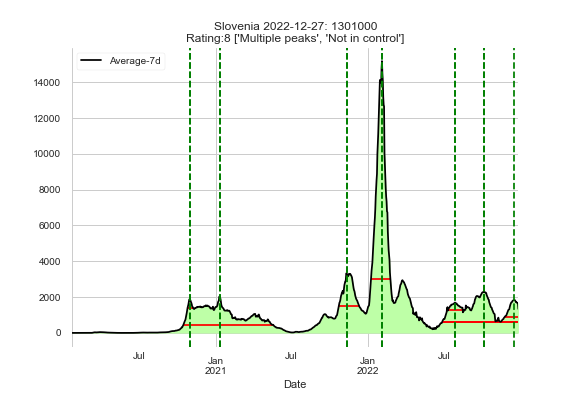 Slovenia 2022-12-27: 1301000
Rating:8 ['Multiple peaks', 'Not in control']
Average-7d
14000
12000
10000
8000
6000
4000
2000
0
Jul
Jan
2021
Jul
Jan
2022
Jul
Date